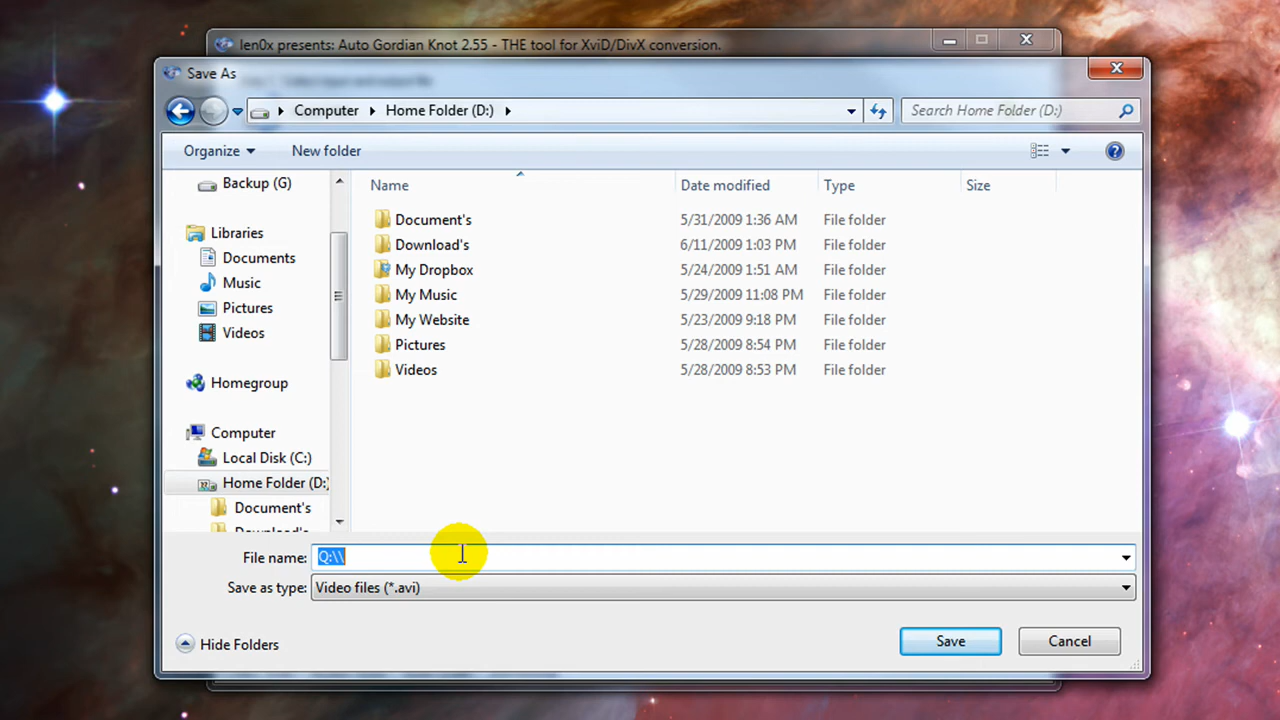 len0x presents: Auto Gordian Knot 2.55 - THE tool for XviD/DivX conversion.
Save As
Computer Home Folder (D:)
Search Home Folder (D:)
Organize New folder
Backup (G)
Libraries
Documents
Music
Pictures
Videos
Homegroup
Computer
Local Disk (C:)
Home Folder (D:)
Document's
Download's
Name Date modified Type Size
Document's 5/31/2009 1:36 AM File folder
Download's 6/11/2009 1:03 PM File folder
My Dropbox 5/24/2009 1:51 AM File folder
My Music 5/29/2009 11:08 PM File folder
My Website 5/23/2009 9:18 PM File folder
Pictures 5/28/2009 8:54 PM File folder
Videos 5/28/2009 8:53 PM File folder
File name: Q:\\
Save as type: Video files (*.avi)
Hide Folders
Save Cancel